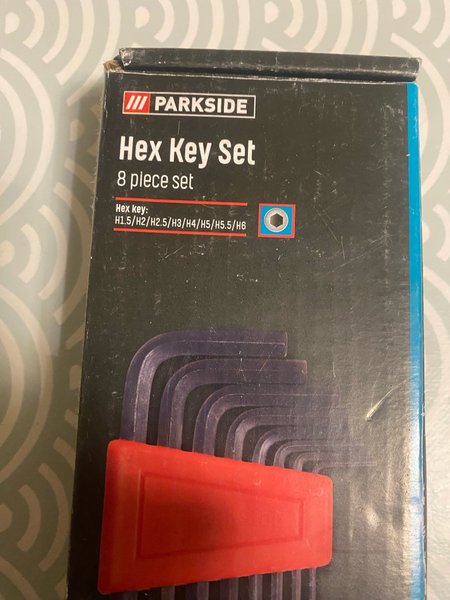 PARKSIDE
Hex Key Set
8 piece set
Hex key:
H1.5/H2/H2.5/H3/H4/H5/H5.5/H6